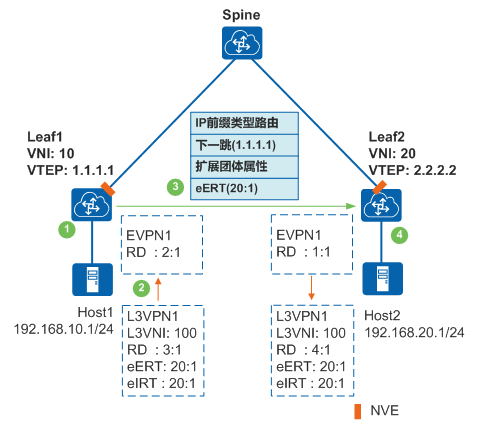 Spine
Leaf1
VNI: 10
VTEP: 1.1.1.1
IP前缀类型路由
下一跳(1.1.1.1)
扩展团体属性
eERT(20:1)
Leaf2
VNI: 20
VTEP: 2.2.2.2
3
1
4
EVPN1
RD : 2:1
EVPN1
RD : 1:1
2
Host1
192.168.10.1/24
L3VPN1
L3VNI: 100
RD : 3:1
eERT: 20:1
eIRT : 20:1
L3VPN1
L3VNI: 100
RD : 4:1
eERT: 20:1
eIRT : 20:1
Host2
192.168.20.1/24
NVE